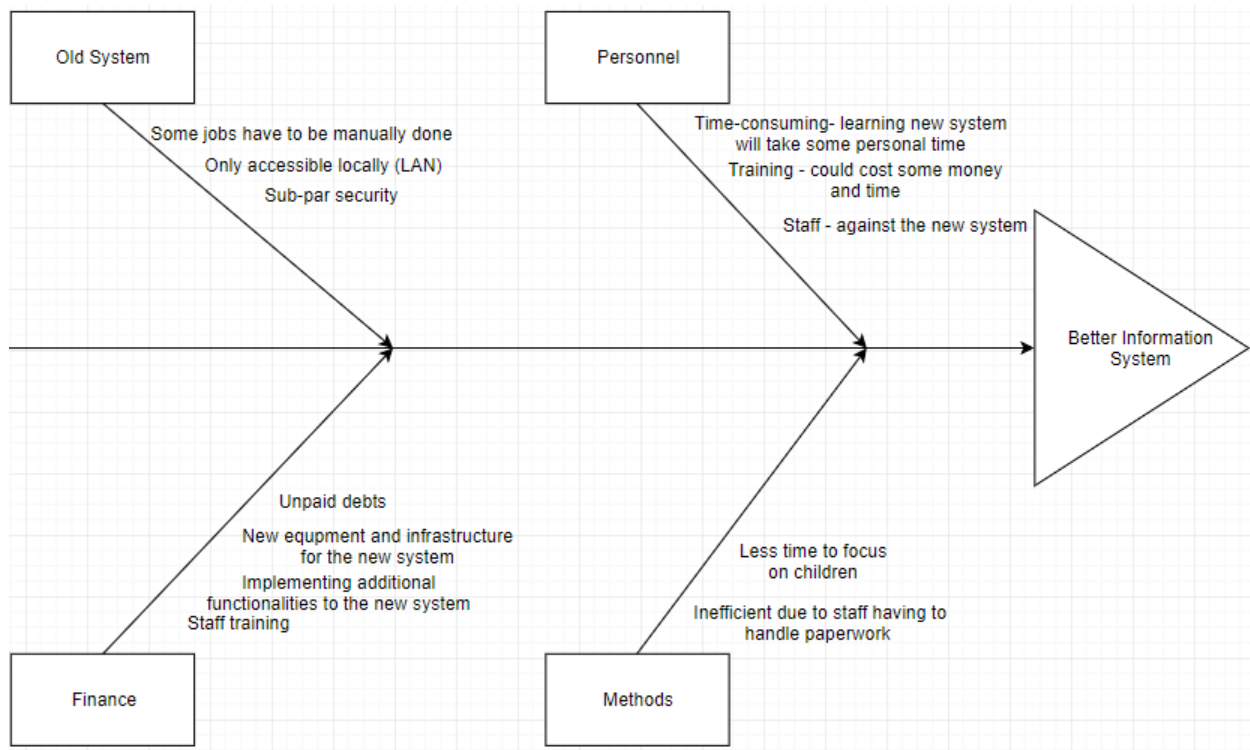 Old System
Personnel
Some jobs have to be manually done
Only accessible locally (LAN)
Sub-par security
Time-consuming- learning new system
will take some personal time
Training - could cost some money
and time
Staff - against the new system
Better Information
System
Unpaid debts
New equpment and infrastructure
for the new system
Implementing additional
functionalities to the new system
Staff training
Less time to focus
on children
Inefficient due to staff having to
handle paperwork
Finance
Methods